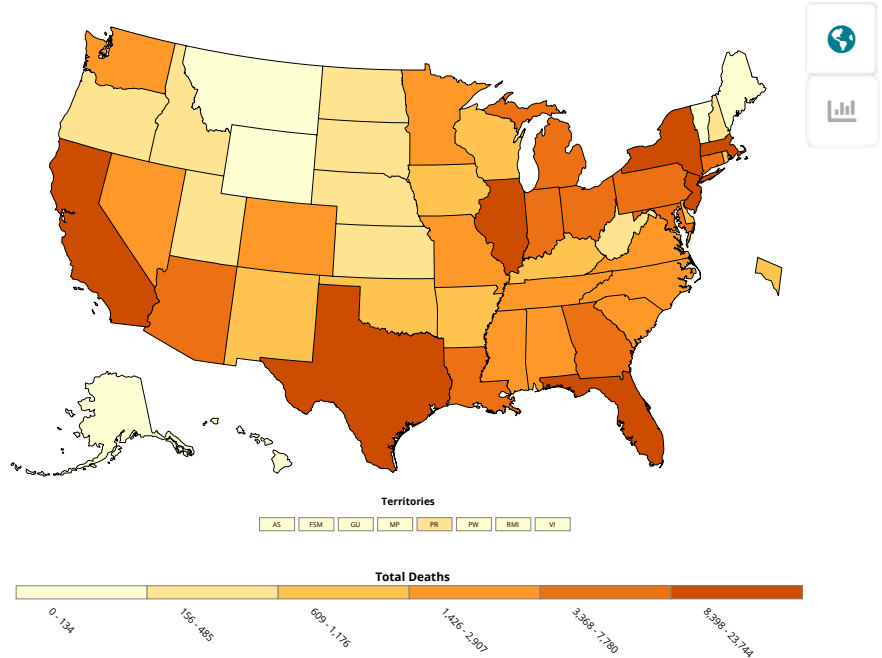 Territories
AS FSM GU MP PR PW RMI VI
Total Deaths
0 - 134
156 - 485
609 - 1,176
1,426 - 2,907
3,368 - 7,780
8,398 - 23,744